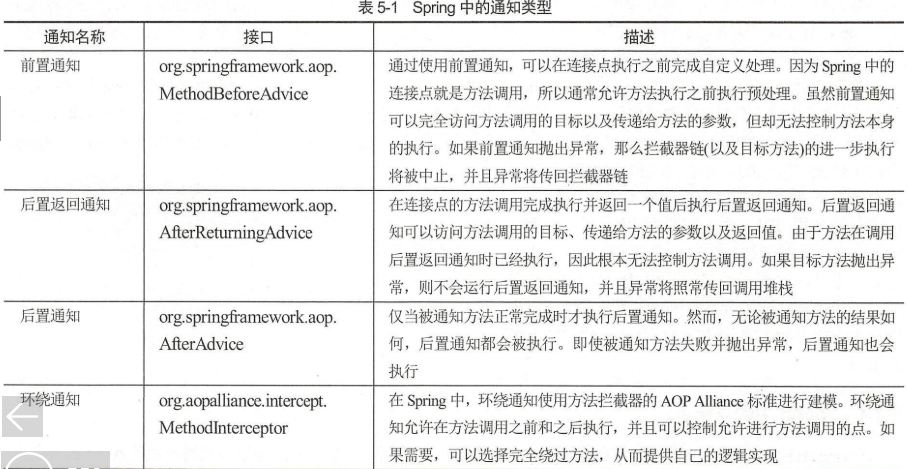 表 5-1 Spring 中的通知类型
通知名称 接口 描述
前置通知
org.springframework.aop.
MethodBeforeAdvice
通过使用前置通知，可以在连接点执行之前完成自定义处理。因为 Spring 中的
连接点就是方法调用，所以通常允许方法执行之前执行预处理。虽然前置通知
可以完全访问方法调用的目标以及传递给方法的参数，但却无法控制方法本身
的执行。如果前置通知抛出异常，那么拦截器链(以及目标方法)的进一步执行
将被中止，并且异常将传回拦截器链
后置返回通知
org.springframework.aop.
AfterReturningAdvice
在连接点的方法调用完成执行并返回一个值后执行后置返回通知。后置返回通
知可以访问方法调用的目标、传递给方法的参数以及返回值。由于方法在调用
后置返回通知时已经执行，因此根本无法控制方法调用。如果目标方法抛出异
常，则不会运行后置返回通知，并且异常将照常传回调用堆栈
后置通知
org.springframework.aop.
AfterAdvice
仅当被通知方法正常完成时才执行后置通知。然而，无论被通知方法的结果如
何，后置通知都会被执行。即使被通知方法失败并抛出异常，后置通知也会
执行
环绕通知
org.aopalliance.intercept.
MethodInterceptor
在 Spring 中，环绕通知使用方法拦截器的 AOP Alliance 标准进行建模。环绕通
知允许在方法调用之前和之后执行，并且可以控制允许进行方法调用的点。如
果需要，可以选择完全绕过方法，从而提供自己的逻辑实现